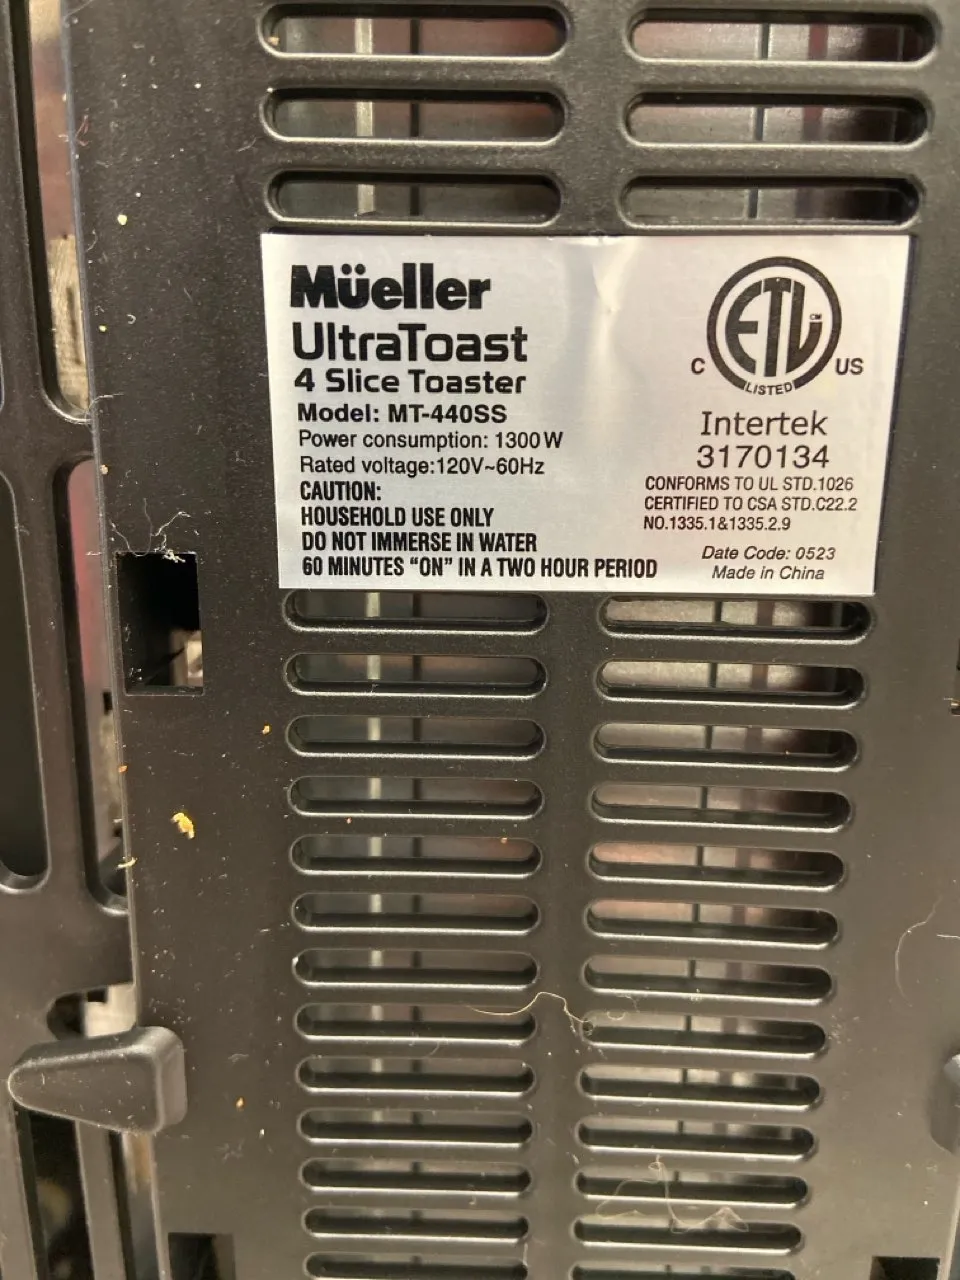 Müeller
UltraToast
4 Slice Toaster
Model: MT-440SS
Power consumption: 1300W
Rated voltage:120V~60Hz
CAUTION:
HOUSEHOLD USE ONLY
DO NOT IMMERSE IN WATER
60 MINUTES "ON" IN A TWO HOUR PERIOD
ETL CM
C US
LISTED
Intertek
3170134
CONFORMS TO UL STD.1026
CERTIFIED TO CSA STD.C22.2
NO.1335.1&1335.2.9
Date Code: 0523
Made in China